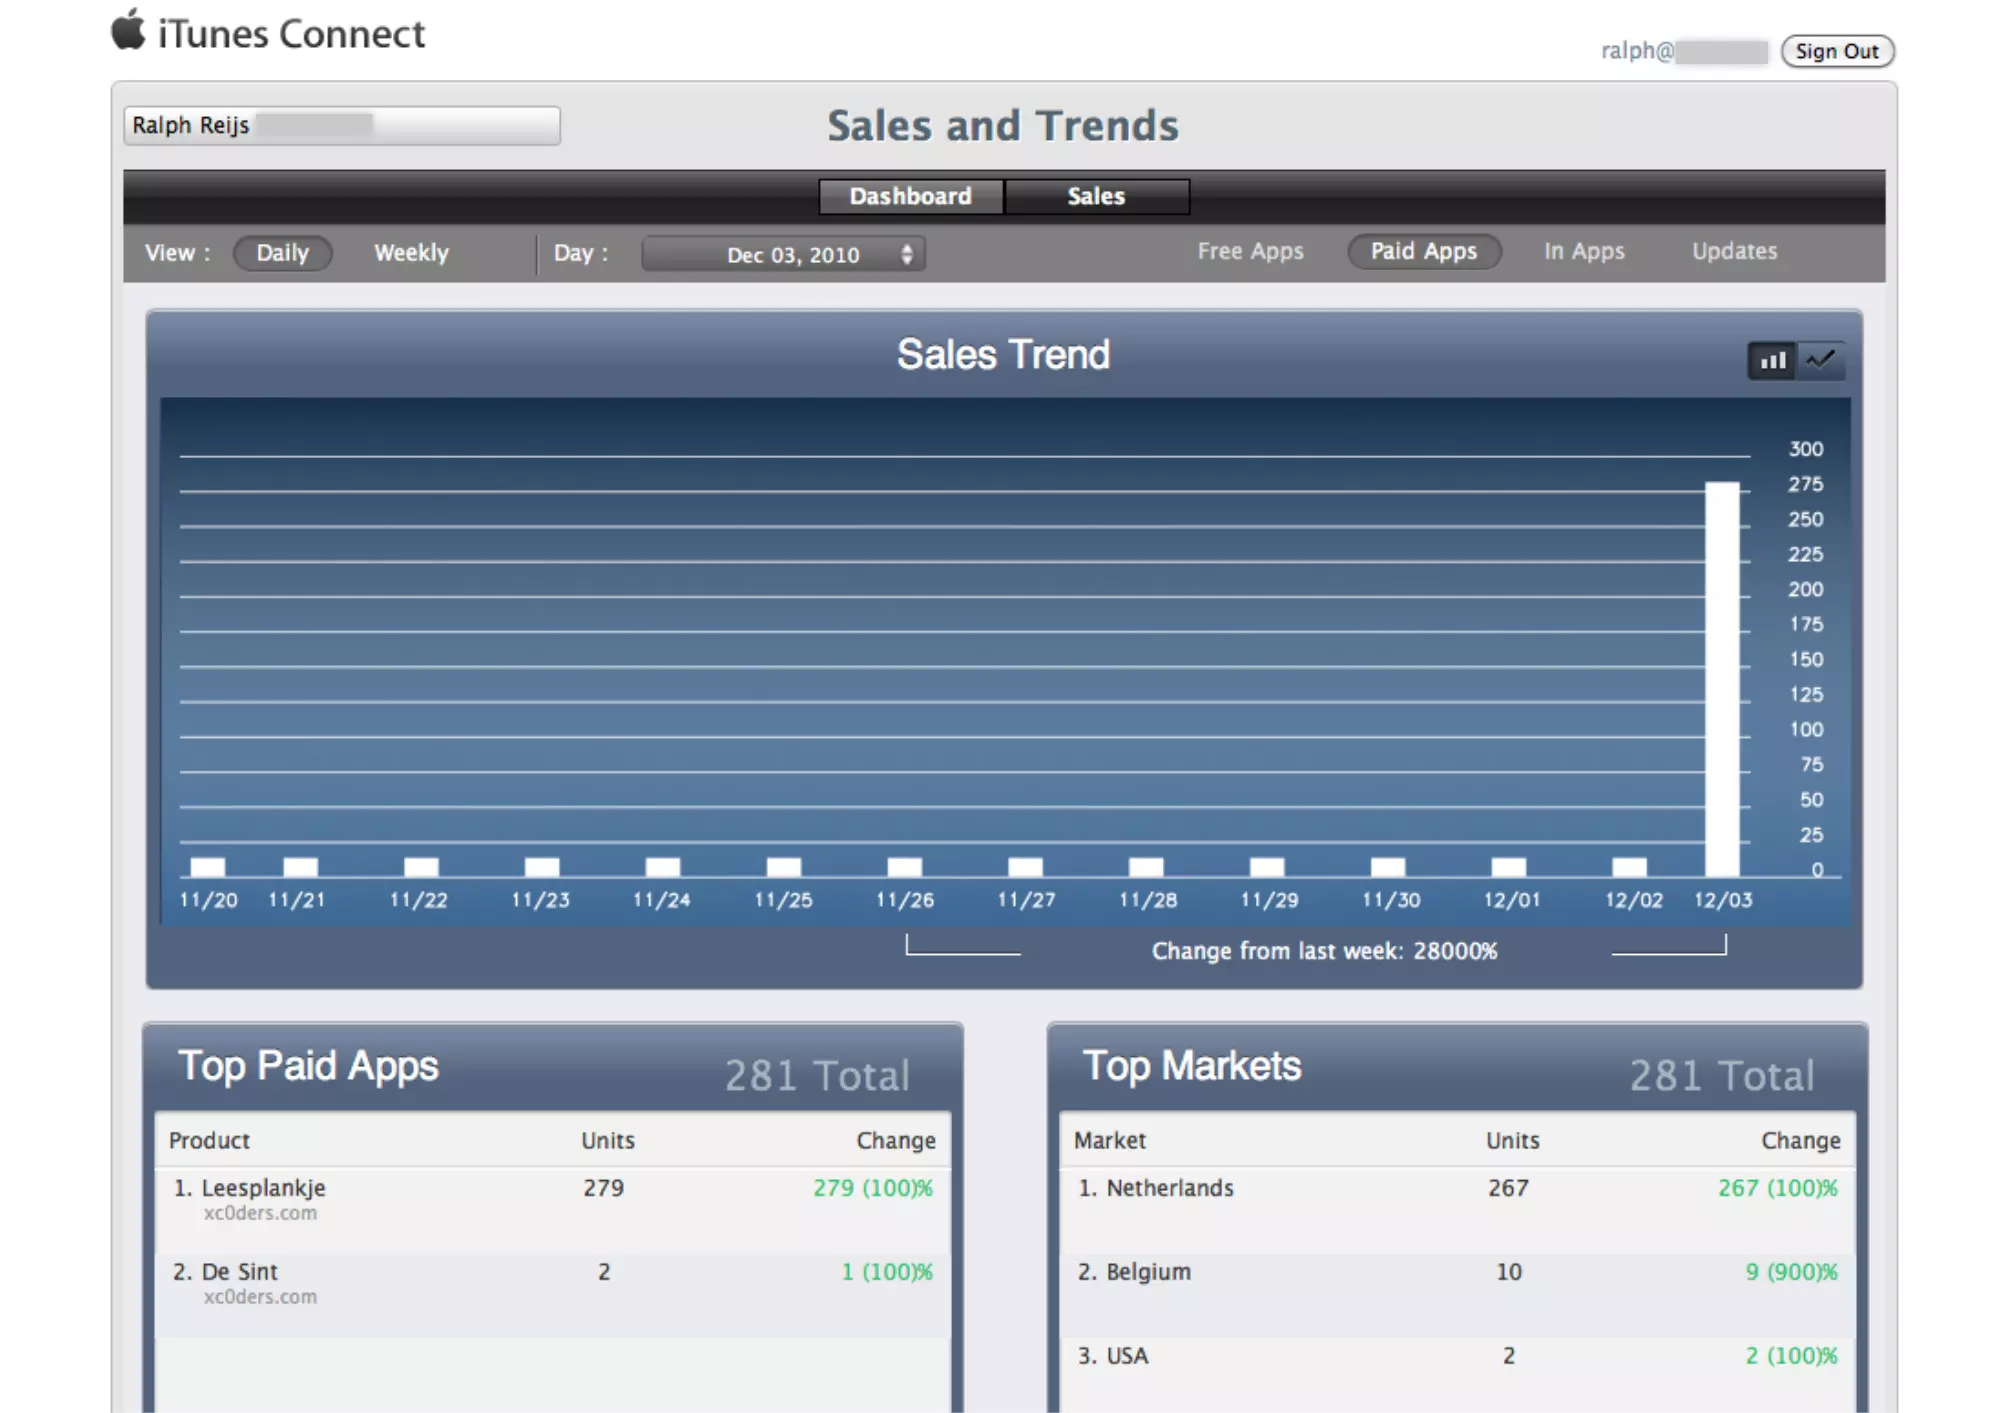 iTunes Connect
ralph@ Sign Out
Ralph Reijs
Sales and Trends
Dashboard Sales
View : Daily Weekly Day : Dec 03, 2010 Free Apps Paid Apps In Apps Updates
Sales Trend
300
275
250
225
200
175
150
125
100
75
50
25
0
11/20 11/21 11/22 11/23 11/24 11/25 11/26 11/27 11/28 11/29 11/30 12/01 12/02 12/03
Change from last week: 28000%
Top Paid Apps 281 Total
Product Units Change
1. Leesplankje 279 279 (100)%
xc0ders.com
2. De Sint 2 1 (100)%
xc0ders.com
Top Markets 281 Total
Market Units Change
1. Netherlands 267 267 (100)%
2. Belgium 10 9 (900)%
3. USA 2 2 (100)%